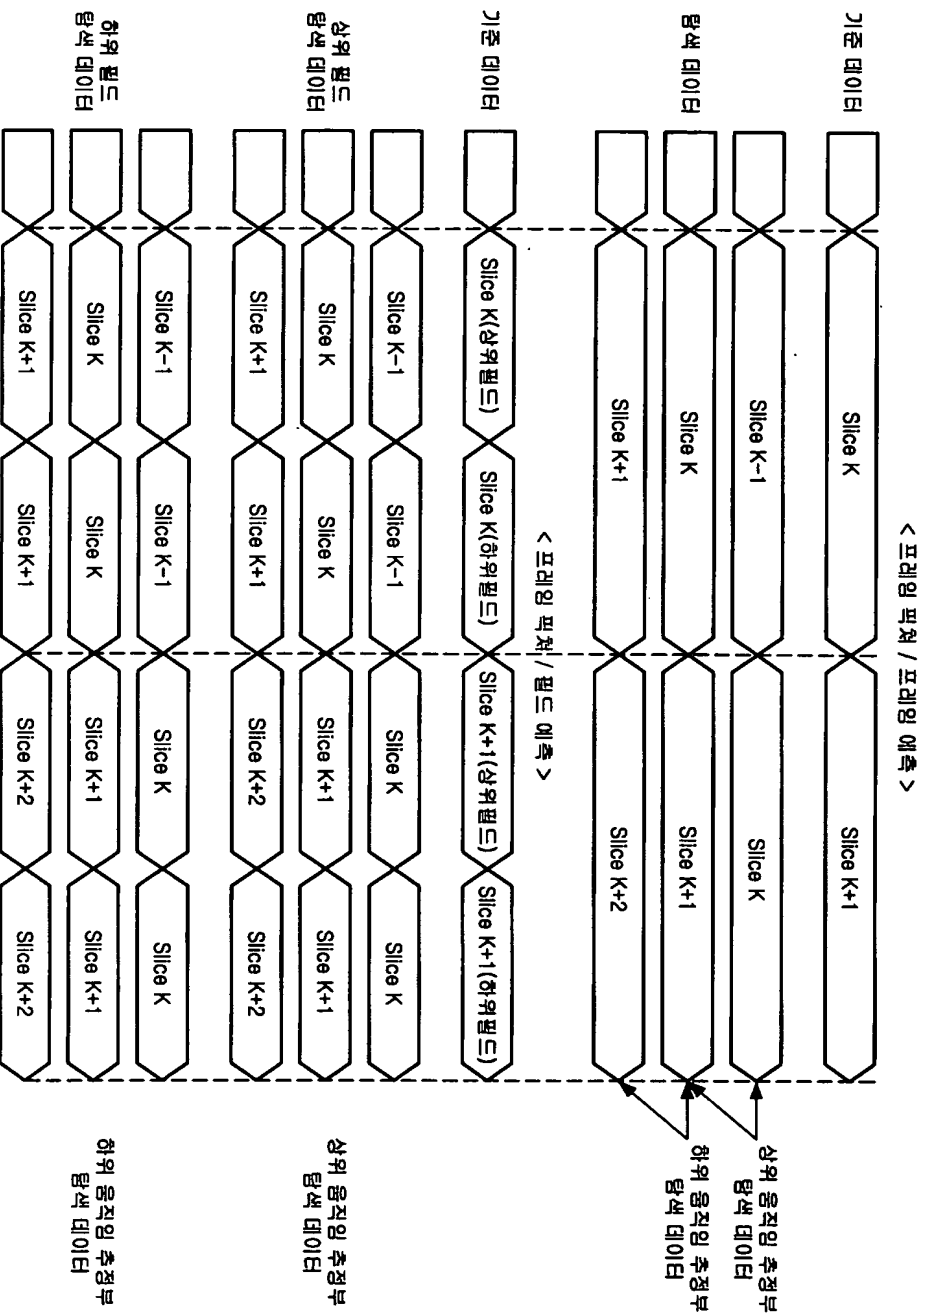 < 프레임 픽쳐 / 프레임 예측 >
기준 데이터
Slice K
Slice K+1
탐색 데이터
Slice K-1
Slice K
Slice K
Slice K+1
Slice K+1
Slice K+2
상위 움직임 추정부
탐색 데이터
하위 움직임 추정부
탐색 데이터
< 프레임 픽쳐 / 필드 예측 >
기준 데이터
Slice K(상위필드)
Slice K(하위필드)
Slice K+1(상위필드)
Slice K+1(하위필드)
상위 필드
탐색 데이터
Slice K-1
Slice K-1
Slice K
Slice K
Slice K
Slice K
Slice K+1
Slice K+1
Slice K+1
Slice K+1
Slice K+2
Slice K+2
상위 움직임 추정부
탐색 데이터
하위 필드
탐색 데이터
Slice K-1
Slice K-1
Slice K
Slice K
Slice K
Slice K
Slice K+1
Slice K+1
Slice K+1
Slice K+1
Slice K+2
Slice K+2
하위 움직임 추정부
탐색 데이터